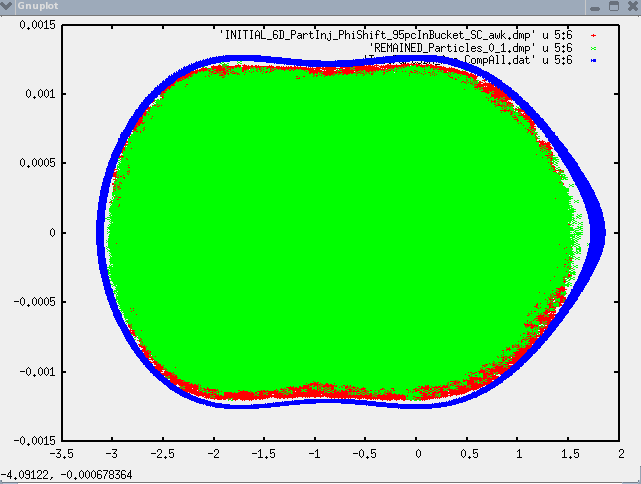 Gnuplot
0.0015
'INITIAL_6D_PartInj_PhiShift_95pcInBucket_SC_awk.dmp' u 5:6
'REMAINED_Particles_0_1.dmp' u 5:6
CompAll.dat' u 5:6
0.001
0.0005
0
-0.0005
-0.001
-0.0015
-3.5 -3 -2.5 -2 -1.5 -1 -0.5 0 0.5 1 1.5 2
-4.09122, -0.000678364